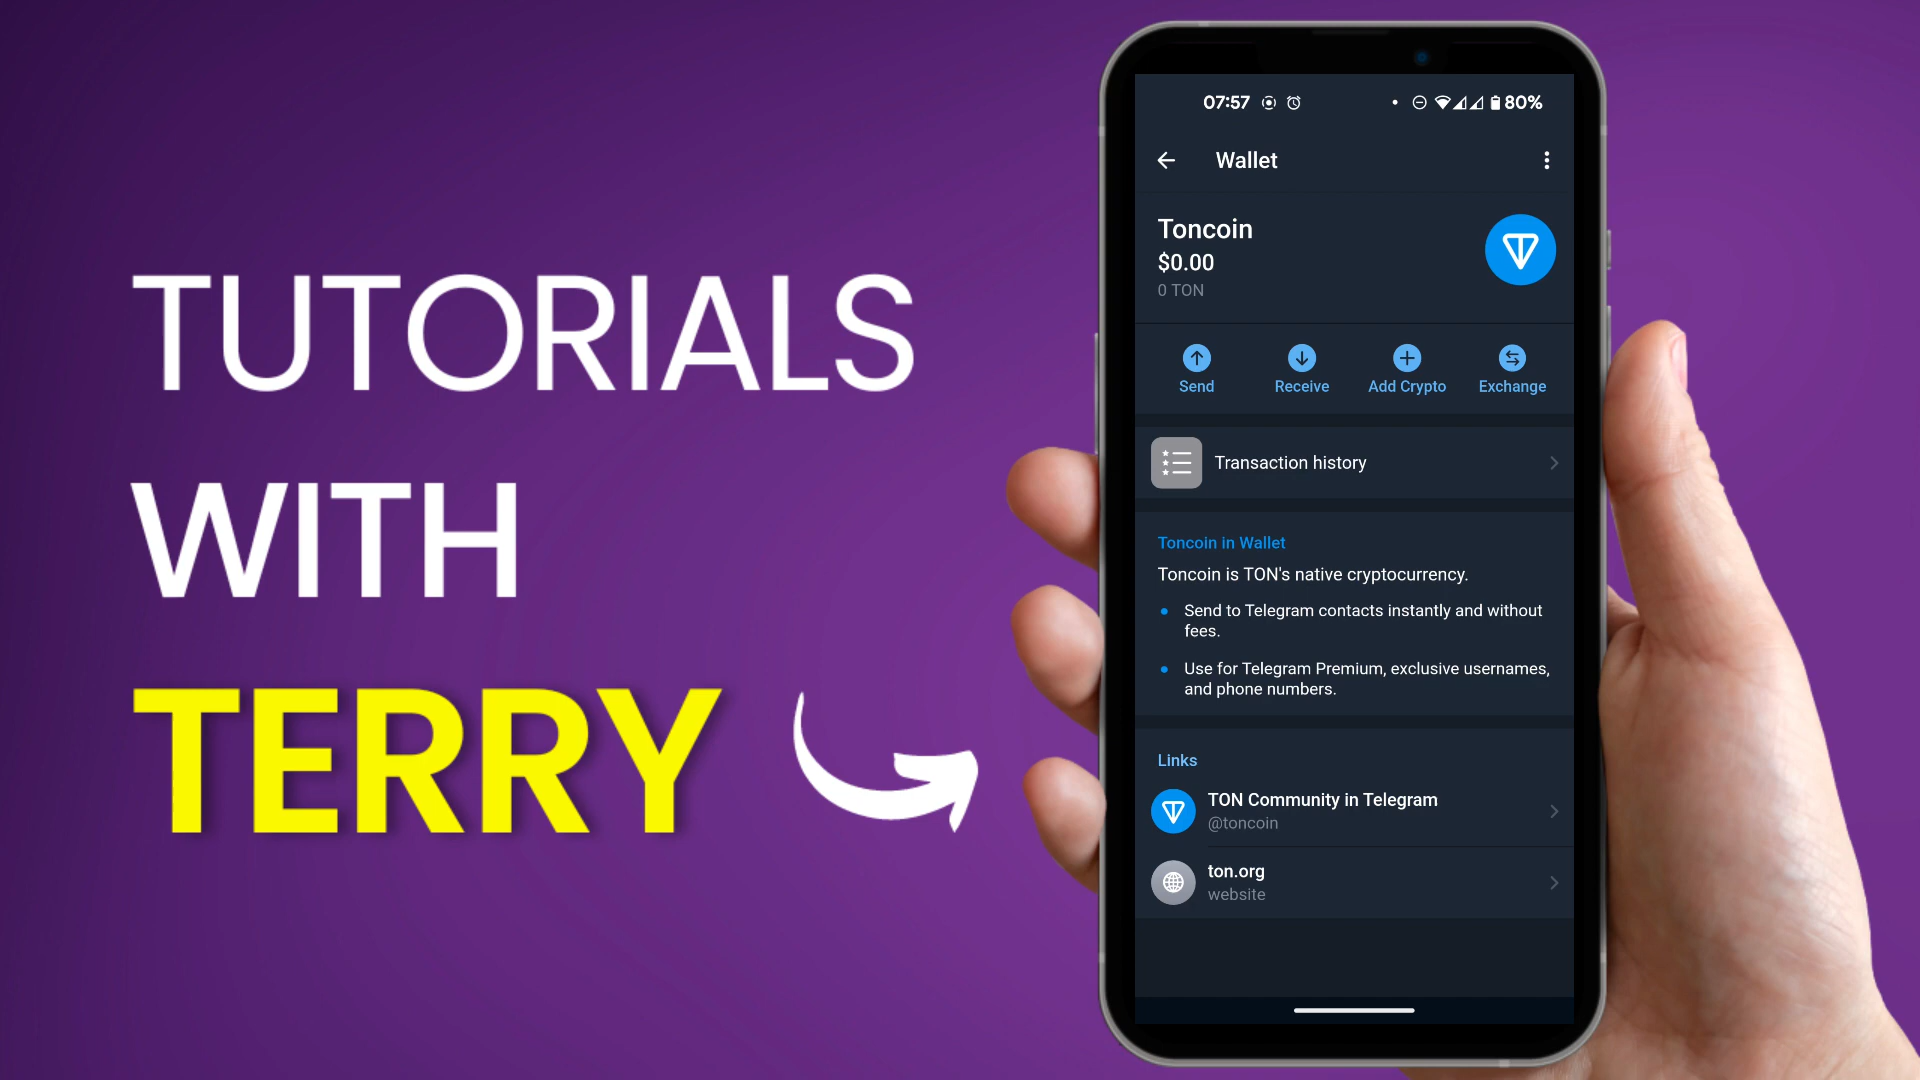 TUTORIALS
WITH
TERRY
07:57
80%
Wallet
Toncoin
$0.00
0 TON
Send
Receive
Add Crypto
Exchange
Transaction history
Toncoin in Wallet
Toncoin is TON's native cryptocurrency.
Send to Telegram contacts instantly and without
fees.
Use for Telegram Premium, exclusive usernames,
and phone numbers.
Links
TON Community in Telegram
@toncoin
ton.org
website